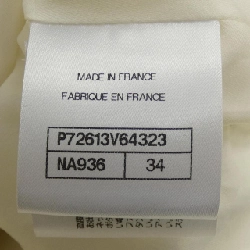 MADE IN FRANCE
FABRIQUE EN FRANCE
P72613V64323
NA936 34